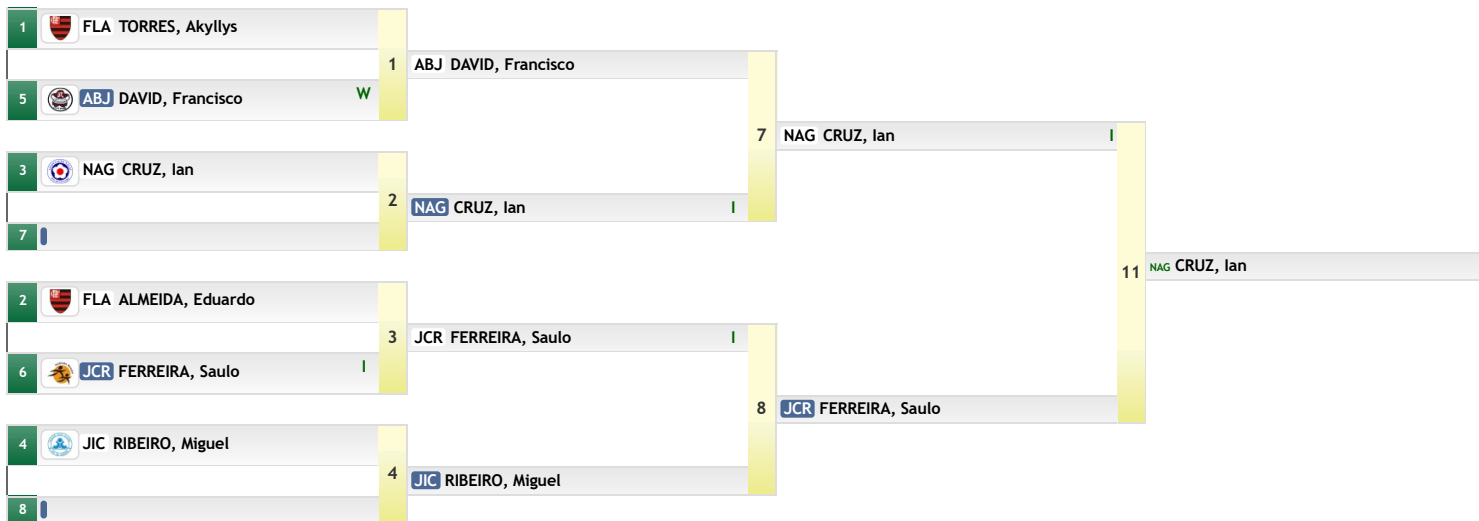 1 FLA TORRES, Akyllys
1 ABJ DAVID, Francisco
5 ABJ DAVID, Francisco W
7 NAG CRUZ, Ian I
3 NAG CRUZ, Ian
2 NAG CRUZ, Ian I
7
11 NAG CRUZ, Ian
2 FLA ALMEIDA, Eduardo
3 JCR FERREIRA, Saulo I
6 JCR FERREIRA, Saulo I
8 JCR FERREIRA, Saulo
4 JIC RIBEIRO, Miguel
4 JIC RIBEIRO, Miguel
8